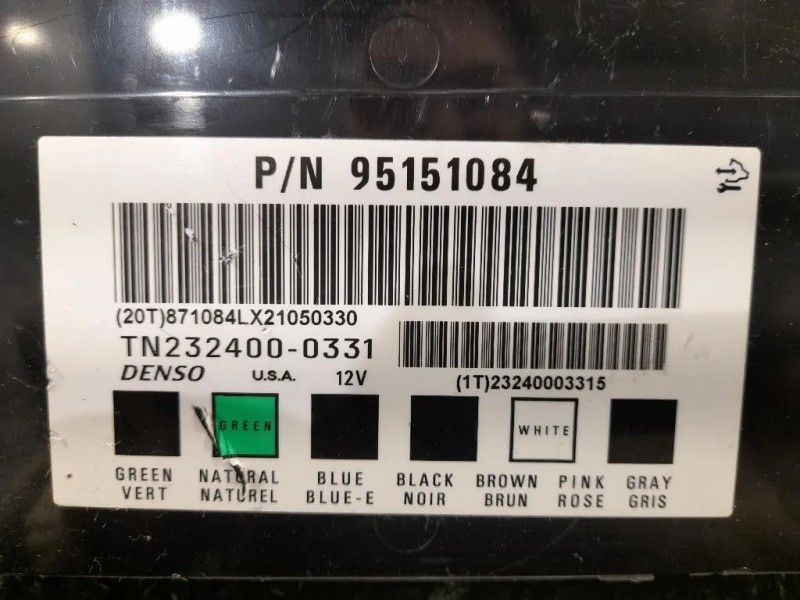 P/N 95151084
(20T)871084LX21050330
TN232400-0331
(1T)23240003315
DENSO U.S.A. 12V
GREEN WHITE
GREEN NATURAL BLUE BLACK BROWN PINK GRAY
VERT NATUREL BLUE-E NOIR BRUN ROSE GRIS